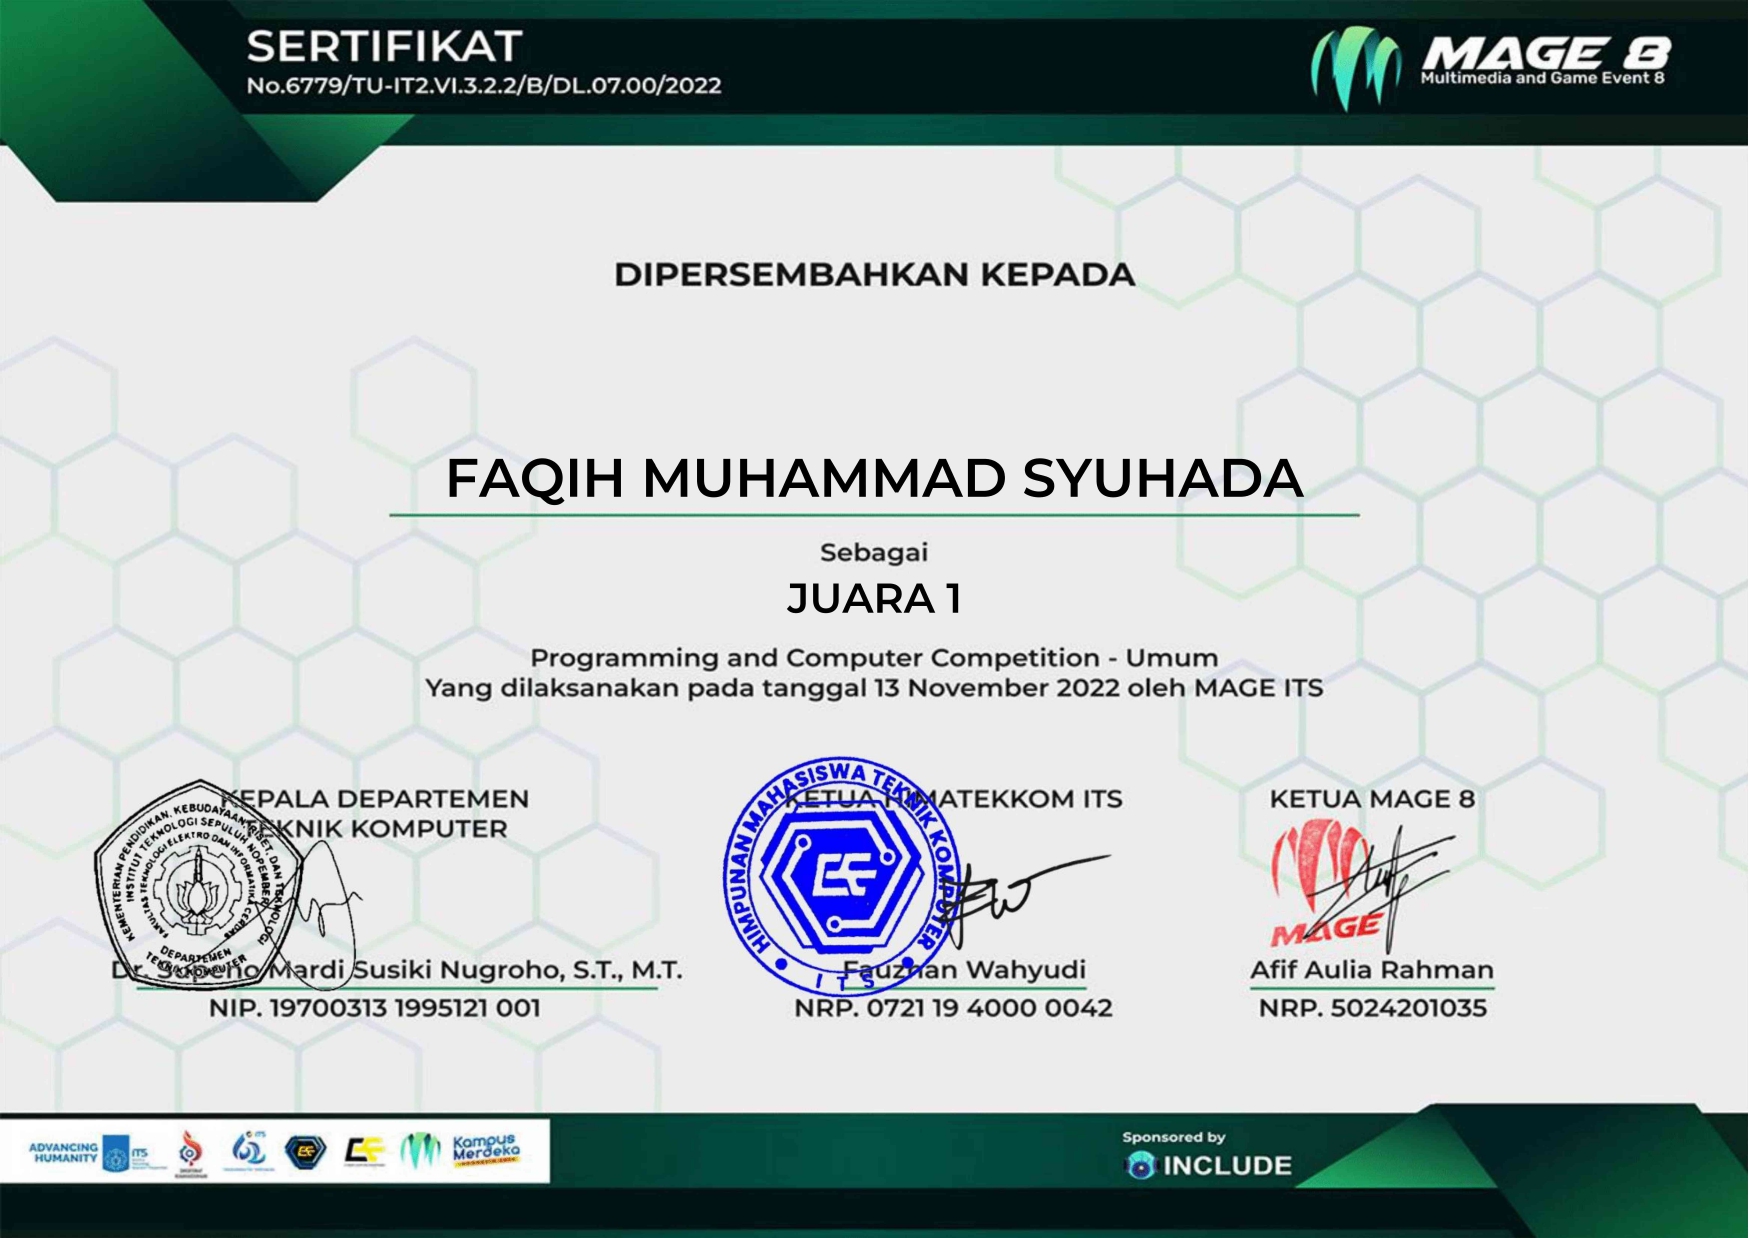 SERTIFIKAT
No.6779/TU-IT2.VI.3.2.2/B/DL.07.00/2022
MAGE 8
Multimedia and Game Event 8
DIPERSEMBAHKAN KEPADA
FAQIH MUHAMMAD SYUHADA
Sebagai
JUARA 1
Programming and Computer Competition - Umum
Yang dilaksanakan pada tanggal 13 November 2022 oleh MAGE ITS
KEPALA DEPARTEMEN
TEKNIK KOMPUTER
KEMENTERIAN PENDIDIKAN, KEBUDAYAAN, RISET, DAN TEKNOLOGI
INSTITUT TEKNOLOGI SEPULUH NOPEMBER
FAKULTAS TEKNOLOGI ELEKTRO DAN INFORMATIKA CERDAS
DEPARTEMEN
TEKNIK KOMPUTER
Dr. Supeno Mardi Susiki Nugroho, S.T., M.T.
NIP. 19700313 1995121 001
KETUA HIMATEKKOM ITS
HIMPUNAN MAHASISWA TEKNIK KOMPUTER
ITS
Fauzhan Wahyudi
NRP. 0721 19 4000 0042
KETUA MAGE 8
MAGE
Afif Aulia Rahman
NRP. 5024201035
ADVANCING
HUMANITY
ITS
Kampus
Merdeka
Sponsored by
INCLUDE